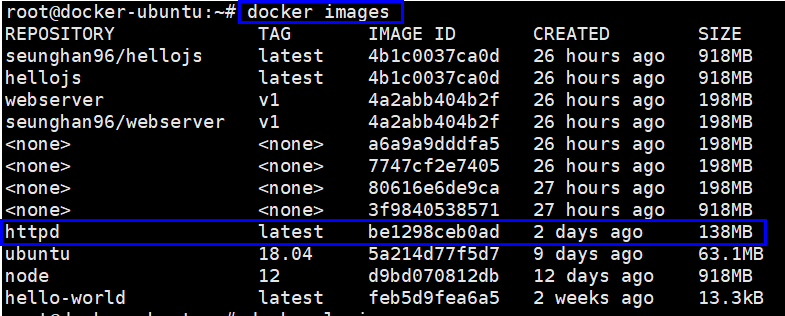 root@docker-ubuntu:~# docker images
REPOSITORY TAG IMAGE ID CREATED SIZE
seunghan96/hellojs latest 4b1c0037ca0d 26 hours ago 918MB
hellojs latest 4b1c0037ca0d 26 hours ago 918MB
webserver v1 4a2abb404b2f 26 hours ago 198MB
seunghan96/webserver v1 4a2abb404b2f 26 hours ago 198MB
<none> <none> a6a9a9dddfa5 26 hours ago 198MB
<none> <none> 7747cf2e7405 26 hours ago 198MB
<none> <none> 80616e6de9ca 27 hours ago 198MB
<none> <none> 3f9840538571 27 hours ago 918MB
httpd latest be1298ceb0ad 2 days ago 138MB
ubuntu 18.04 5a214d77f5d7 9 days ago 63.1MB
node 12 d9bd070812db 12 days ago 918MB
hello-world latest feb5d9fea6a5 2 weeks ago 13.3kB